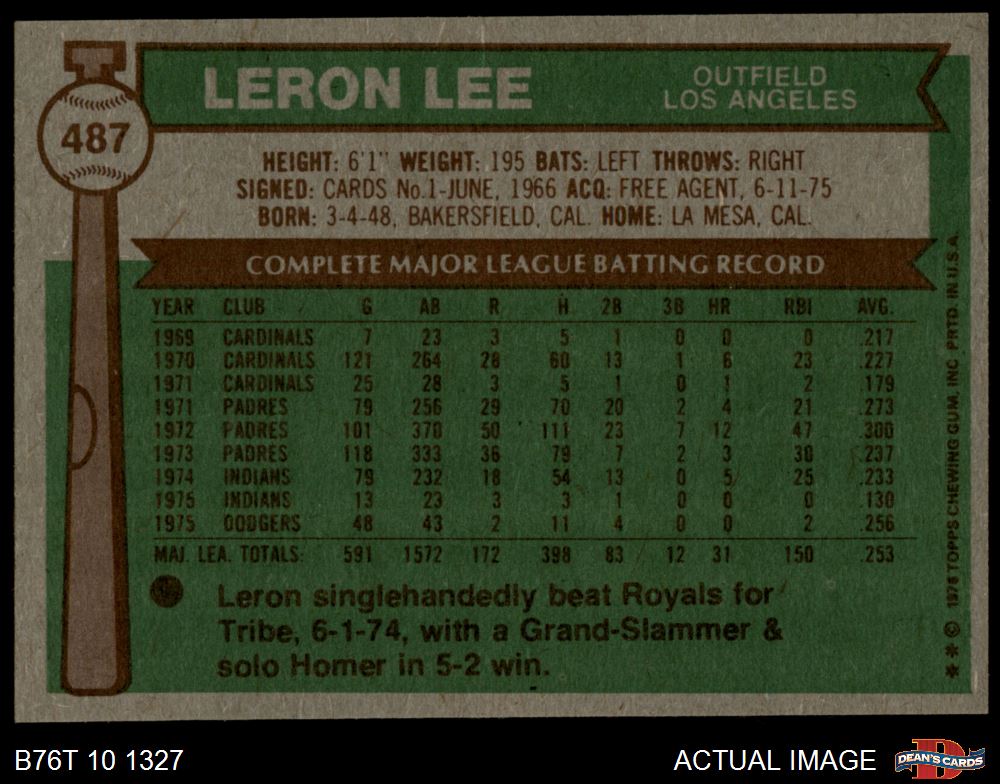 LERON LEE
OUTFIELD
LOS ANGELES
487
HEIGHT: 6'1" WEIGHT: 195 BATS: LEFT THROWS: RIGHT
SIGNED: CARDS No.1-JUNE, 1966 ACQ: FREE AGENT, 6-11-75
BORN: 3-4-48, BAKERSFIELD, CAL. HOME: LA MESA, CAL.
COMPLETE MAJOR LEAGUE BATTING RECORD
YEAR CLUB G AB R H 2B 3B HR RBI AVG.
1969 CARDINALS 7 23 3 5 1 0 0 0 .217
1970 CARDINALS 121 264 28 60 13 1 6 23 .227
1971 CARDINALS 25 28 3 5 1 0 1 2 .179
1971 PADRES 79 256 29 70 20 2 4 21 .273
1972 PADRES 101 370 50 111 23 7 12 47 .300
1973 PADRES 118 333 36 79 7 2 3 30 .237
1974 INDIANS 79 232 18 54 13 0 5 25 .233
1975 INDIANS 13 23 3 3 1 0 0 0 .130
1975 DODGERS 48 43 2 11 4 0 0 2 .256
MAJ. LEA. TOTALS: 591 1572 172 398 83 12 31 150 .253
Leron singlehandedly beat Royals for
Tribe, 6-1-74, with a Grand-Slammer &
solo Homer in 5-2 win.
* * © 1976 TOPPS CHEWING GUM, INC. PRTD. IN U.S.A.
B76T 10 1327
ACTUAL IMAGE
D
DEAN'S CARDS